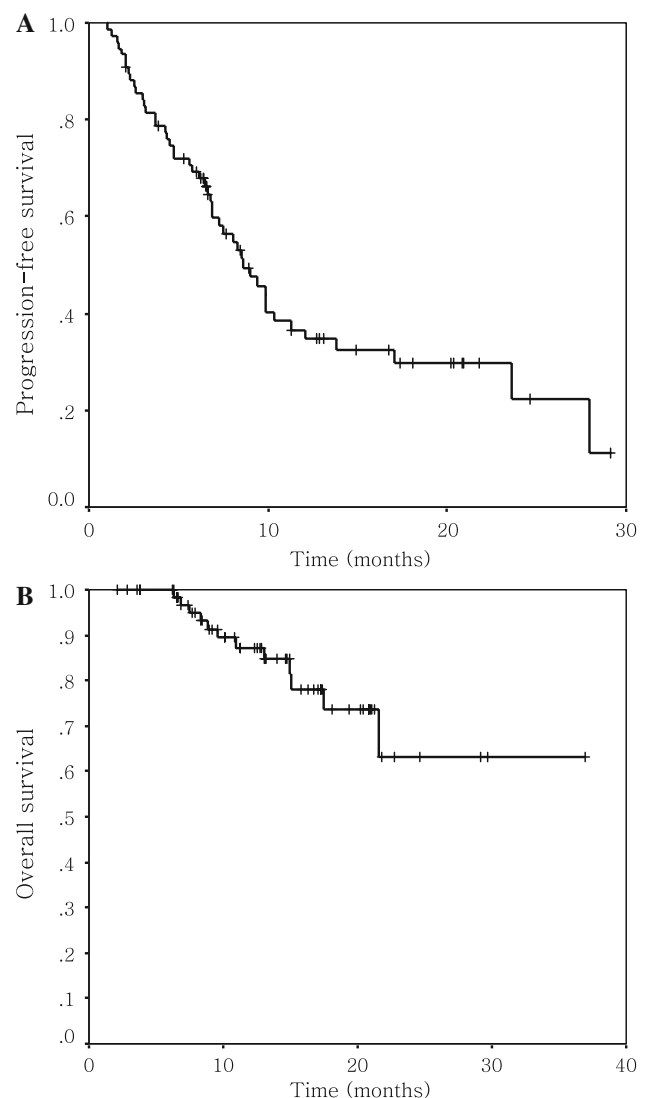 A
Progression-free survival
1.0
.8
.6
.4
.2
0.0
0 10 20 30
Time (months)
B
Overall survival
1.0
.9
.8
.7
.6
.5
.4
.3
.2
.1
.0
0 10 20 30 40
Time (months)